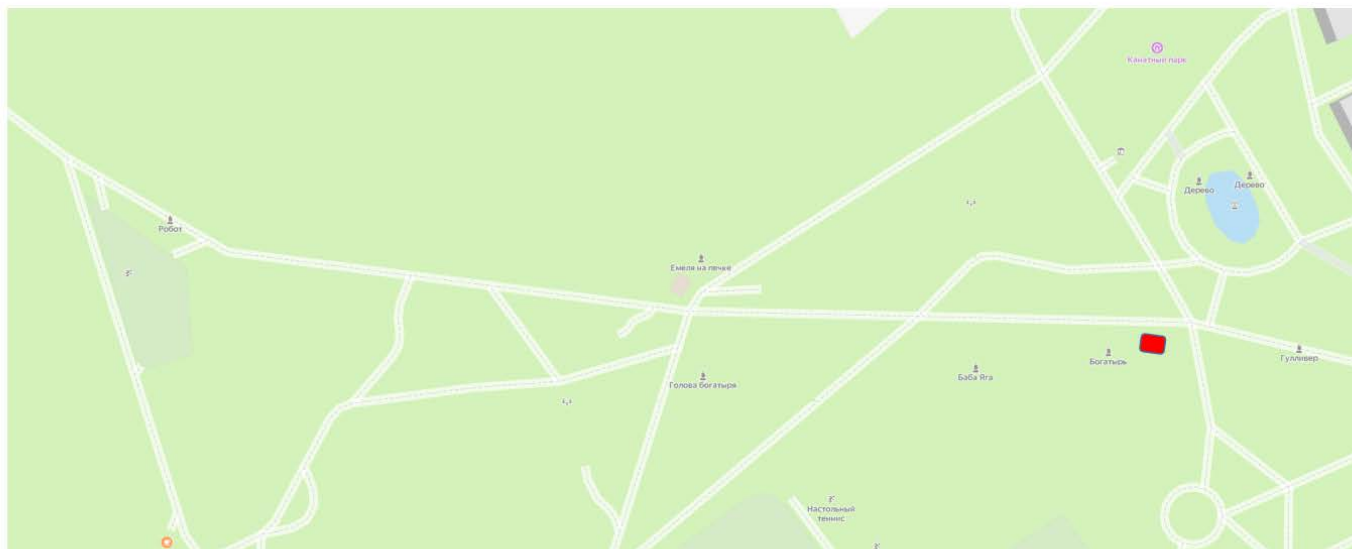 Канатный парк
Дерево
Дерево
Робот
Емеля на печке
Богатырь
Гулливер
Баба Яга
Голова богатыря
Настольный
теннис